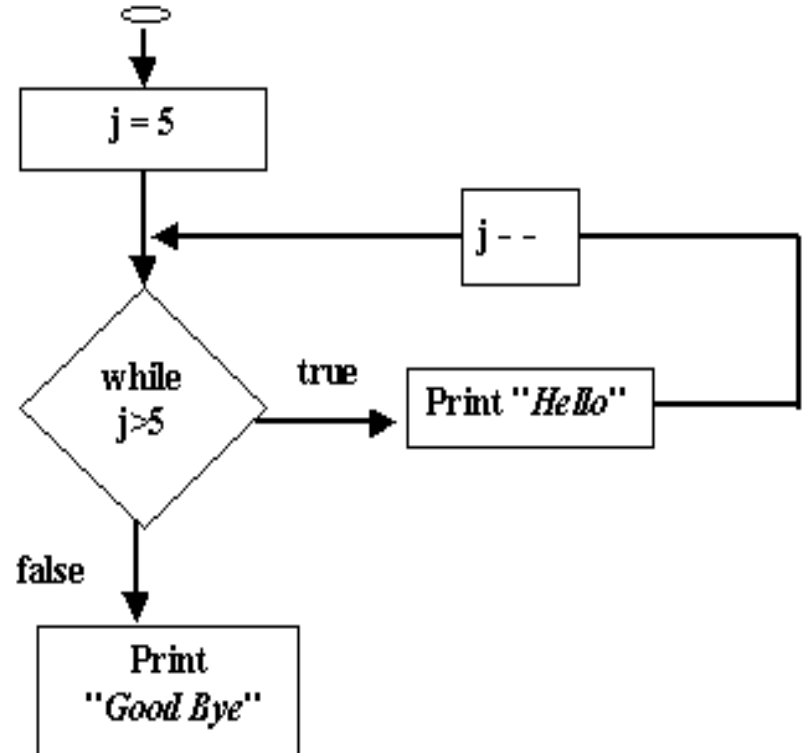 j = 5
j - -
while
j>5
true
Print "Hello"
false
Print
"Good Bye"